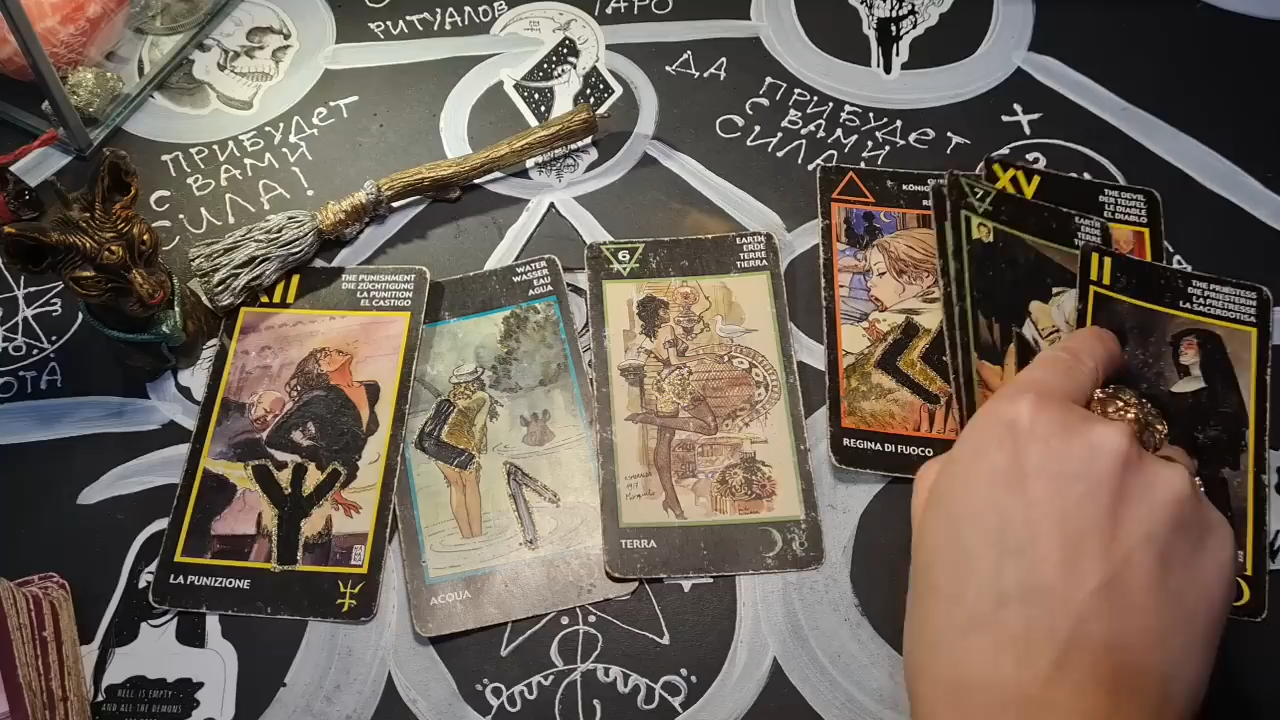 РИТУАЛОВ
ТАРО
ДА
ПРИБУДЕТ
С ВАМИ
СИЛА
ПРИБУДЕТ
С ВАМИ
СИЛА!
XII
THE PUNISHMENT
DIE ZÜCHTIGUNG
LA PUNITION
EL CASTIGO
LA PUNIZIONE
WATER
WASSER
EAU
AGUA
ACQUA
6
EARTH
ERDE
TERRE
TIERRA
ESMERALDA
TERRA
REGINA DI FUOCO
7
EARTH
ERDE
TERRE
XV
THE DEVIL
DER TEUFEL
LE DIABLE
EL DIABLO
II
THE PRIESTESS
DIE PRIESTERIN
LA PRÊTRESSE
LA SACERDOTISA
HELL IS EMPTY
AND ALL THE DEMONS